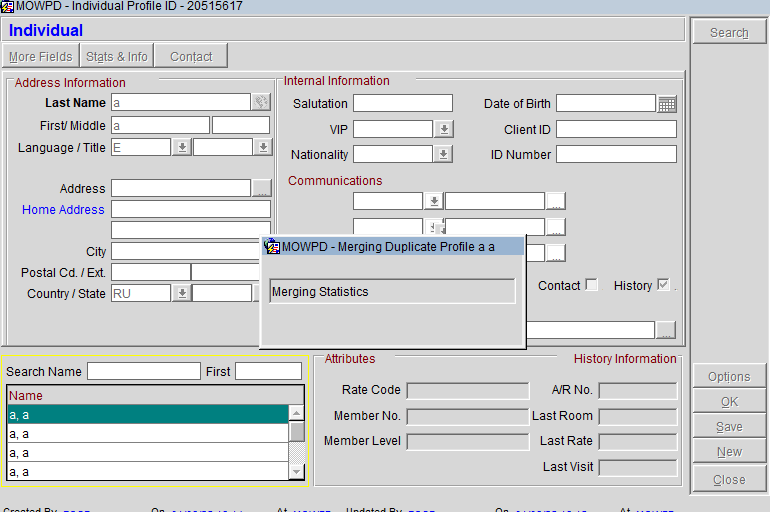 MOWPD - Individual Profile ID - 20515617
Individual
Search
More Fields
Stats & Info
Contact
Address Information
Internal Information
Last Name a
Salutation
Date of Birth
First/ Middle a
VIP
Client ID
Language / Title E
Nationality
ID Number
Communications
Address
...
Home Address
...
...
City
MOWPD - Merging Duplicate Profile a a
...
Postal Cd. / Ext.
Contact
History
.
Country / State RU
Merging Statistics
...
Search Name
First
Attributes
History Information
Options
Name
Rate Code
A/R No.
OK
a, a
Member No.
Last Room
Save
a, a
Member Level
Last Rate
New
a, a
Last Visit
Close
a, a